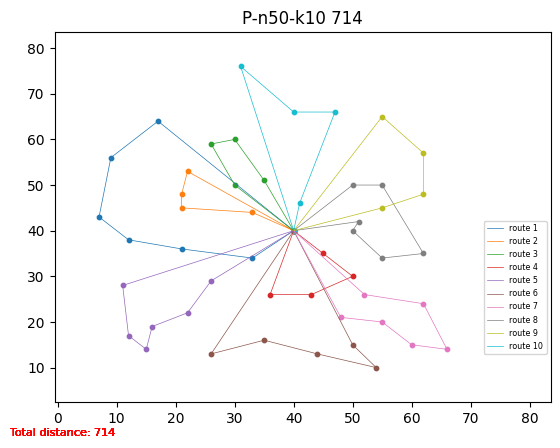 P-n50-k10 714
80
70
60
50
40
30
20
10
0 10 20 30 40 50 60 70 80
route 1
route 2
route 3
route 4
route 5
route 6
route 7
route 8
route 9
route 10
Total distance: 714